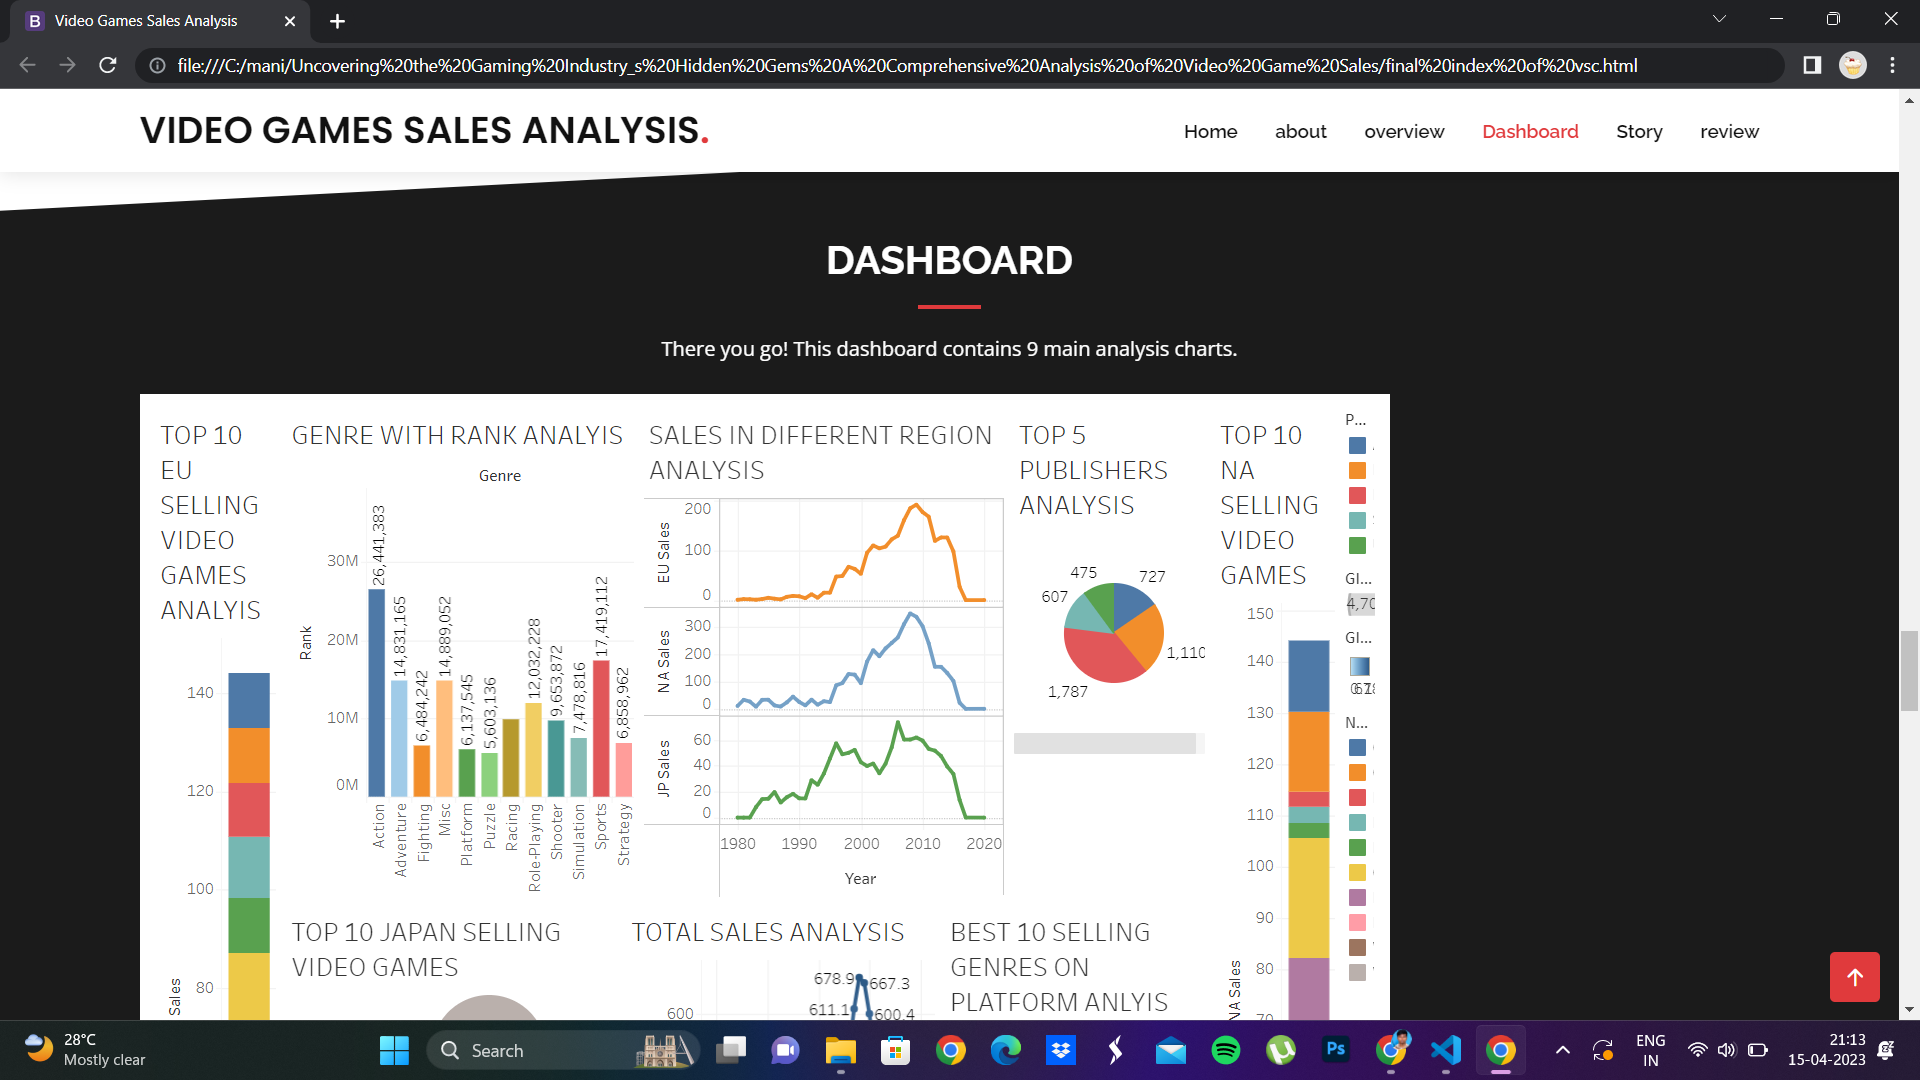 Video Games Sales Analysis
file:///C:/mani/Uncovering%20the%20Gaming%20Industry_s%20Hidden%20Gems%20A%20Comprehensive%20Analysis%20of%20Video%20Game%20Sales/final%20index%20of%20vsc.html
VIDEO GAMES SALES ANALYSIS.
Home about overview Dashboard Story review
DASHBOARD
There you go! This dashboard contains 9 main analysis charts.
TOP 10
EU
SELLING
VIDEO
GAMES
ANALYIS
140
120
100
80
Sales
GENRE WITH RANK ANALYIS
Genre
Rank
30M
20M
10M
0M
26,441,383
14,831,165
6,484,242
14,889,052
6,137,545
5,603,136
12,032,228
9,653,872
7,478,816
17,419,112
6,858,962
Action
Adventure
Fighting
Misc
Platform
Puzzle
Racing
Role-Playing
Shooter
Simulation
Sports
Strategy
SALES IN DIFFERENT REGION
ANALYSIS
EU Sales
200
100
0
NA Sales
300
200
100
0
JP Sales
60
40
20
0
1980 1990 2000 2010 2020
Year
TOP 5
PUBLISHERS
ANALYSIS
475
727
607
1,110
1,787
TOP 10
NA
SELLING
VIDEO
GAMES
150
140
130
120
110
100
90
80
70
NA Sales
P...
Gl...
4,70
Gl...
N...
TOP 10 JAPAN SELLING
VIDEO GAMES
TOTAL SALES ANALYSIS
678.9
667.3
611.1
600.4
600
BEST 10 SELLING
GENRES ON
PLATFORM ANLYIS
28°C
Mostly clear
Search
ENG
IN
21:13
15-04-2023